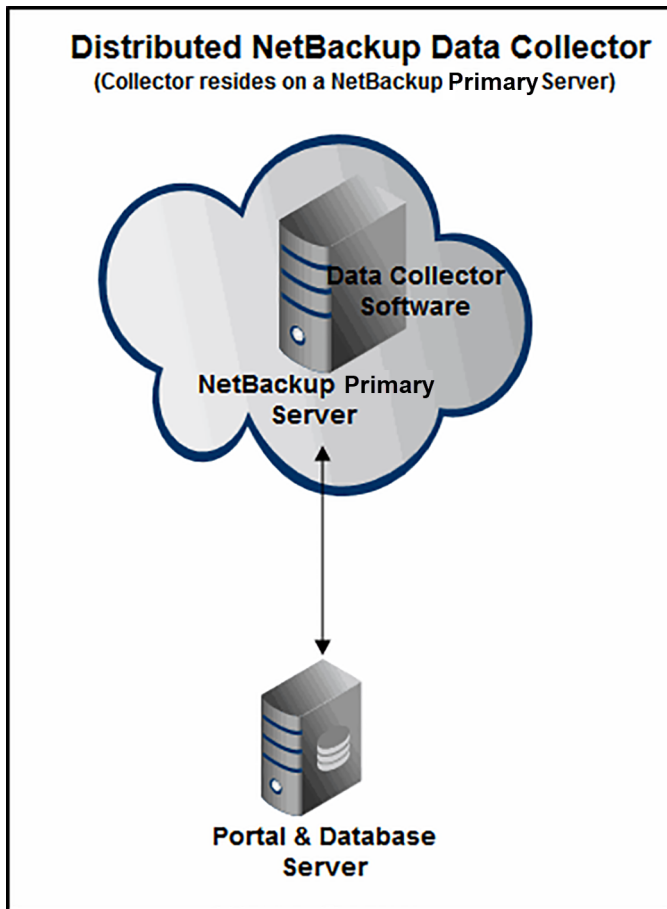 Distributed NetBackup Data Collector
(Collector resides on a NetBackup Primary Server)
Data Collector
Software
NetBackup Primary
Server
Portal & Database
Server